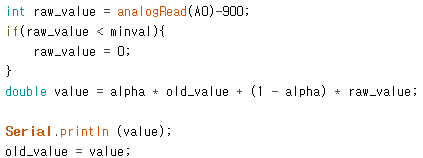 int raw_value = analogRead(A0)-900;
if(raw_value < minval){
    raw_value = 0;
}
double value = alpha * old_value + (1 - alpha) * raw_value;

Serial.println (value);
old_value = value;